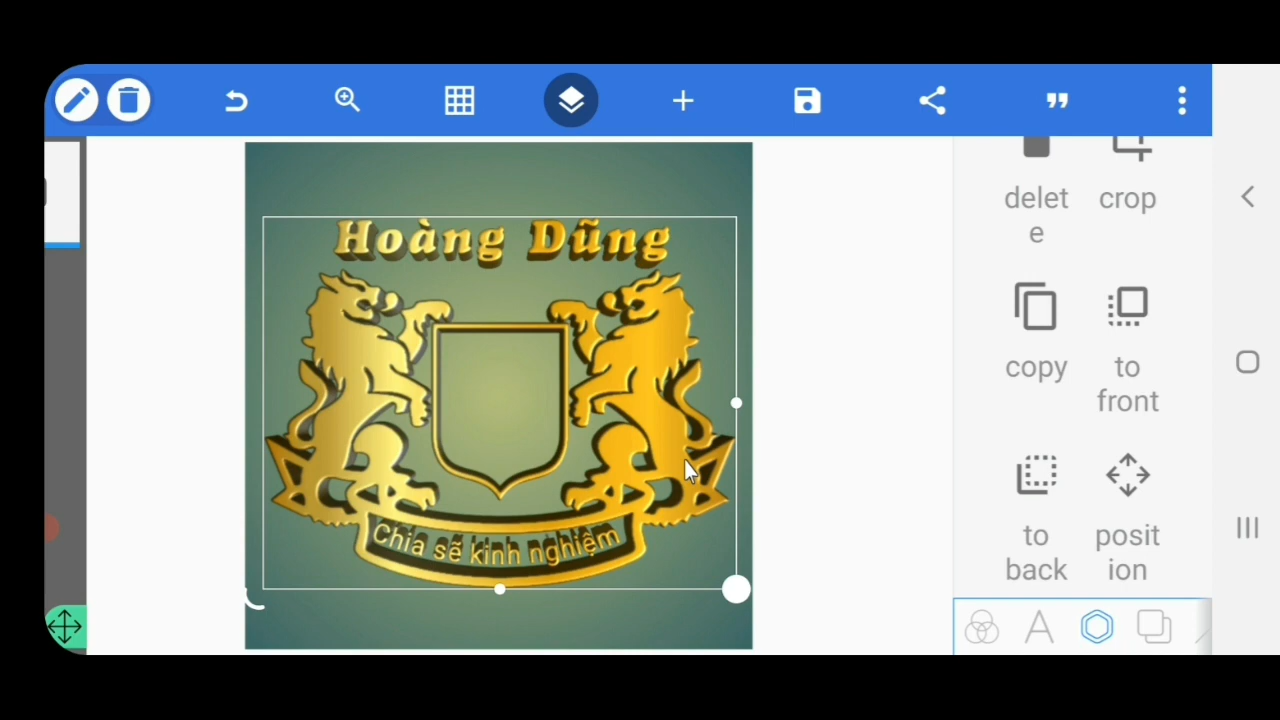 Hoàng Dũng
Chia sẽ kinh nghiệm
delet
e
crop
copy
to
front
to
back
posit
ion